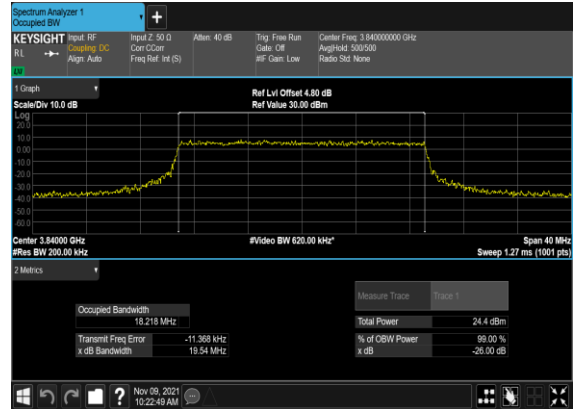 Spectrum Analyzer 1
Occupied BW
+
KEYSIGHT Input: RF Input Z: 50 Ω Atten: 40 dB Trig: Free Run Center Freq: 3.840000000 GHz
RL Coupling: DC Corr CCorr Gate: Off Avg|Hold: 500/500
Align: Auto Freq Ref: Int (S) #IF Gain: Low Radio Std: None
LNI
1 Graph
Ref Lvl Offset 4.80 dB
Scale/Div 10.0 dB Ref Value 30.00 dBm
Log
20.0
10.0
0.00
-10.0
-20.0
-30.0
-40.0
-50.0
-60.0
Center 3.84000 GHz #Video BW 620.00 kHz* Span 40 MHz
#Res BW 200.00 kHz Sweep 1.27 ms (1001 pts)
2 Metrics
Measure Trace Trace 1
Occupied Bandwidth
18.218 MHz Total Power 24.4 dBm
Transmit Freq Error -11.368 kHz % of OBW Power 99.00 %
x dB Bandwidth 19.54 MHz x dB -26.00 dB
? Nov 09, 2021
10:22:49 AM